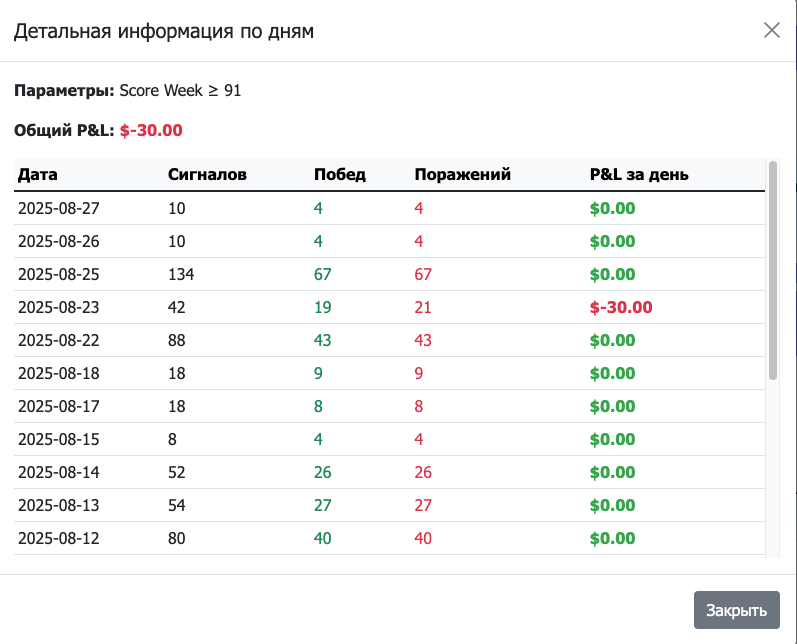 Детальная информация по дням
Параметры: Score Week ≥ 91
Общий P&L: $-30.00
Дата Сигналов Побед Поражений P&L за день
2025-08-27 10 4 4 $0.00
2025-08-26 10 4 4 $0.00
2025-08-25 134 67 67 $0.00
2025-08-23 42 19 21 $-30.00
2025-08-22 88 43 43 $0.00
2025-08-18 18 9 9 $0.00
2025-08-17 18 8 8 $0.00
2025-08-15 8 4 4 $0.00
2025-08-14 52 26 26 $0.00
2025-08-13 54 27 27 $0.00
2025-08-12 80 40 40 $0.00
Закрыть